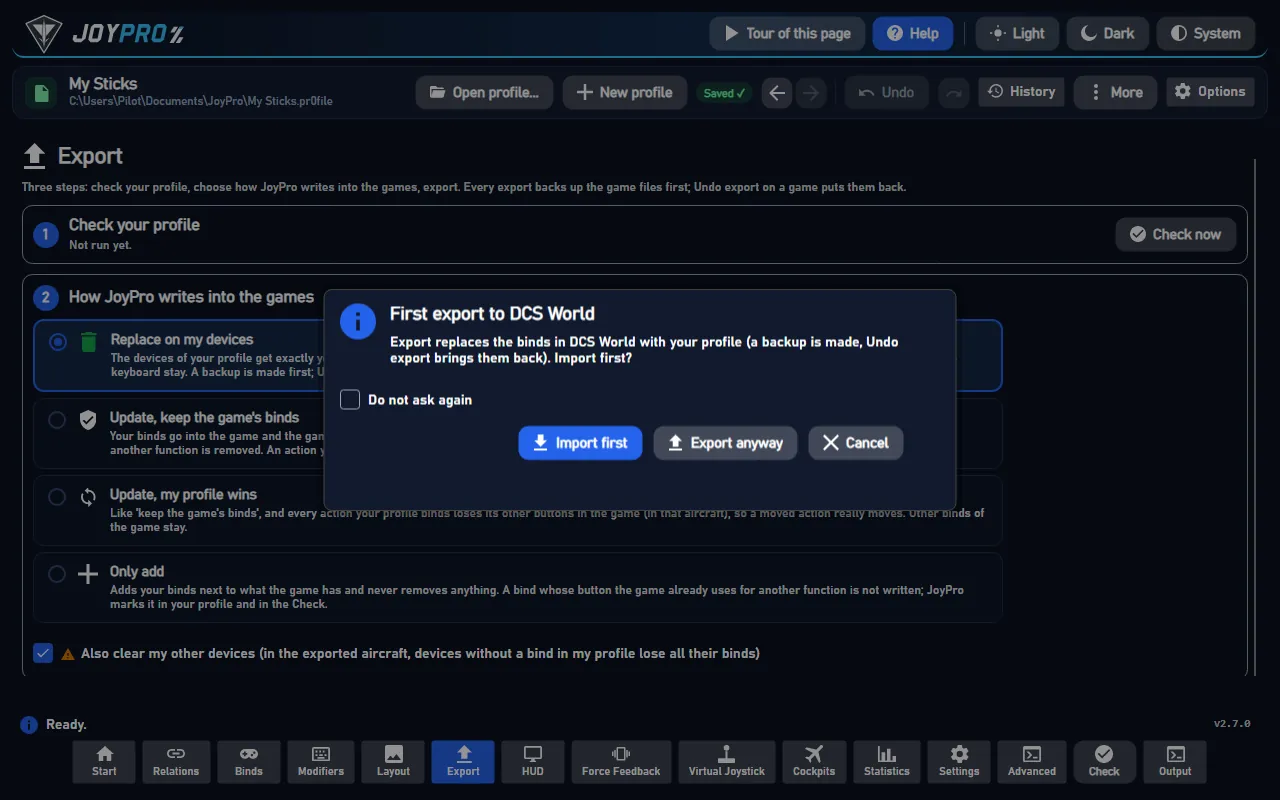 JOYPRO
Tour of this page
Help
Light
Dark
System
My Sticks
C:\Users\Pilot\Documents\JoyPro\My Sticks.pr0file
Open profile...
New profile
Saved ✓
Undo
History
More
Options
Export
Three steps: check your profile, choose how JoyPro writes into the games, export. Every export backs up the game files first; Undo export on a game puts them back.
1
Check your profile
Not run yet.
Check now
2
How JoyPro writes into the games
Replace on my devices
The devices of your profile get exactly
keyboard stay. A backup is made first;
First export to DCS World
Export replaces the binds in DCS World with your profile (a backup is made, Undo
export brings them back). Import first?
Do not ask again
Import first
Export anyway
Cancel
Update, keep the game's binds
Your binds go into the game and the
another function is removed. An action
Update, my profile wins
Like 'keep the game's binds', and every action your profile binds loses its other buttons in the game (in that aircraft), so a moved action really moves. Other binds of
the game stay.
Only add
Adds your binds next to what the game has and never removes anything. A bind whose button the game already uses for another function is not written; JoyPro
marks it in your profile and in the Check.
Also clear my other devices (in the exported aircraft, devices without a bind in my profile lose all their binds)
Ready.
v2.7.0
Start
Relations
Binds
Modifiers
Layout
Export
HUD
Force Feedback
Virtual Joystick
Cockpits
Statistics
Settings
Advanced
Check
Output